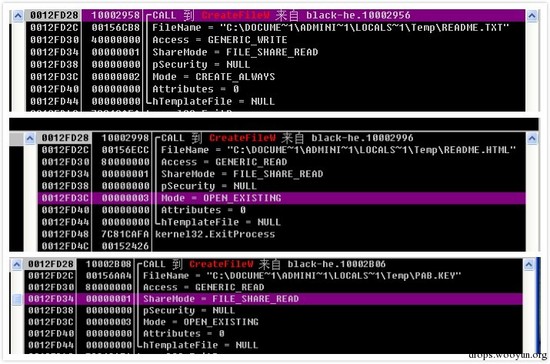 0012FD28 10002958 CALL 到 CreateFileW 来自 black-he.10002956
0012FD2C 00156CB8 FileName = "C:\DOCUME~1\ADMINI~1\LOCALS~1\Temp\README.TXT"
0012FD30 40000000 Access = GENERIC_WRITE
0012FD34 00000001 ShareMode = FILE_SHARE_READ
0012FD38 00000000 pSecurity = NULL
0012FD3C 00000002 Mode = CREATE_ALWAYS
0012FD40 00000000 Attributes = 0
0012FD44 00000000 hTemplateFile = NULL
0012FD28 10002998 CALL 到 CreateFileW 来自 black-he.10002996
0012FD2C 00156ECC FileName = "C:\DOCUME~1\ADMINI~1\LOCALS~1\Temp\README.HTML"
0012FD30 80000000 Access = GENERIC_READ
0012FD34 00000001 ShareMode = FILE_SHARE_READ
0012FD38 00000000 pSecurity = NULL
0012FD3C 00000003 Mode = OPEN_EXISTING
0012FD40 00000000 Attributes = 0
0012FD44 00000000 hTemplateFile = NULL
0012FD48 7C81CAFA kernel32.ExitProcess
0012FD4C 00152426
0012FD28 10002B08 CALL 到 CreateFileW 来自 black-he.10002B06
0012FD2C 00156AA4 FileName = "C:\DOCUME~1\ADMINI~1\LOCALS~1\Temp\PAB.KEY"
0012FD30 80000000 Access = GENERIC_READ
0012FD34 00000001 ShareMode = FILE_SHARE_READ
0012FD38 00000000 pSecurity = NULL
0012FD3C 00000003 Mode = OPEN_EXISTING
0012FD40 00000000 Attributes = 0
0012FD44 00000000 hTemplateFile = NULL
drops.wooyun.org